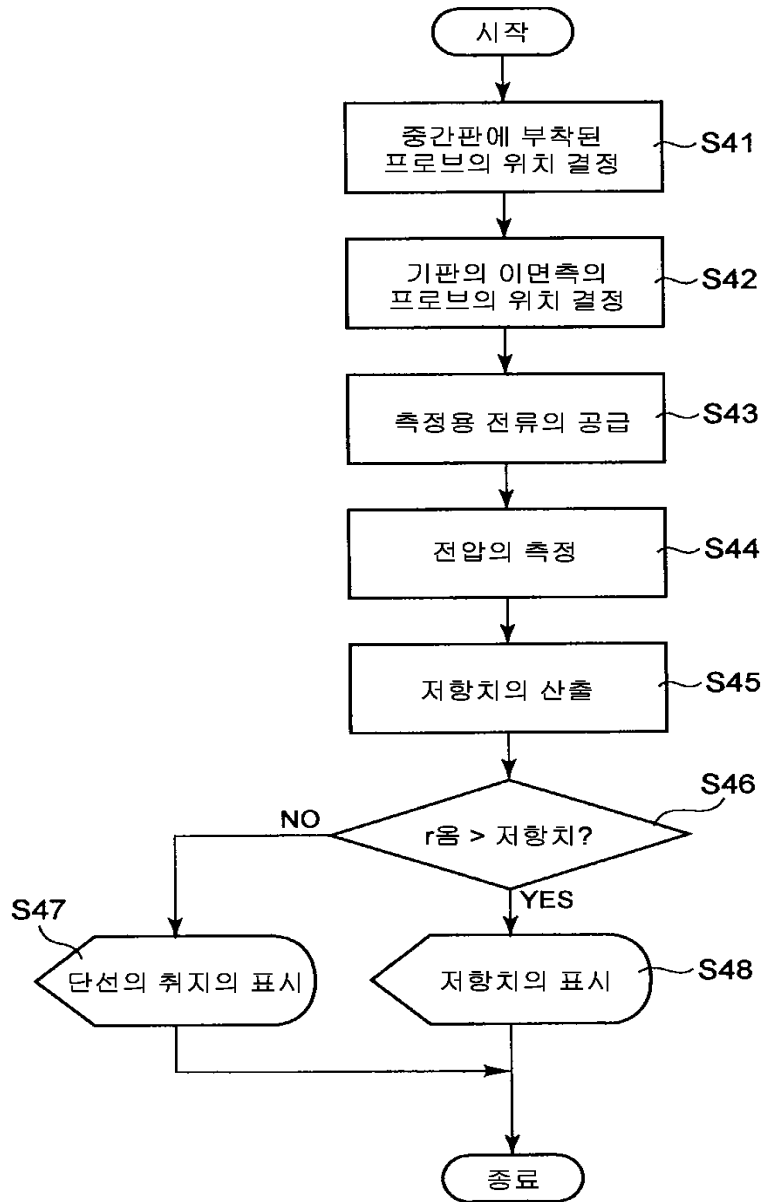 시작
중간판에 부착된
프로브의 위치 결정
S41
기판의 이면측의
프로브의 위치 결정
S42
측정용 전류의 공급
S43
전압의 측정
S44
저항치의 산출
S45
r옴 > 저항치?
S46
NO
YES
S47
단선의 취지의 표시
저항치의 표시
S48
종료